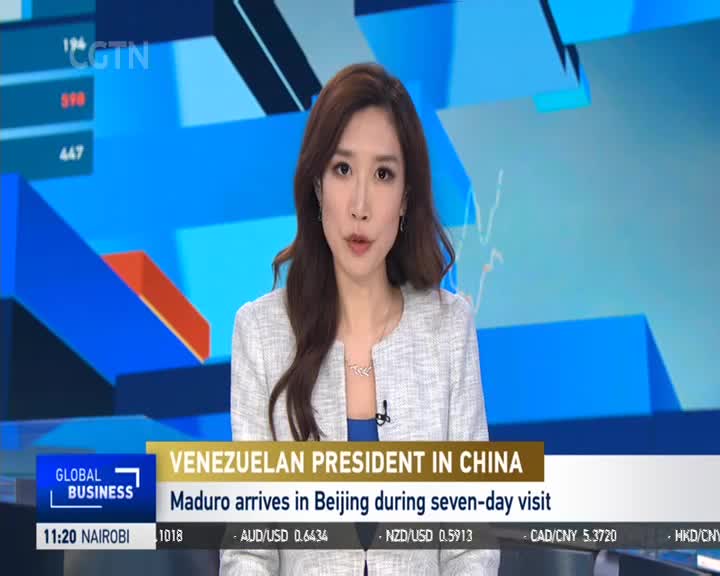 CGTN
194
598
447
VENEZUELAN PRESIDENT IN CHINA
GLOBAL
BUSINESS
Maduro arrives in Beijing during seven-day visit
11:20 NAIROBI
.1018 · AUD/USD 0.6434 · NZD/USD 0.5913 · CAD/CNY 5.3720 · HKD/CNY